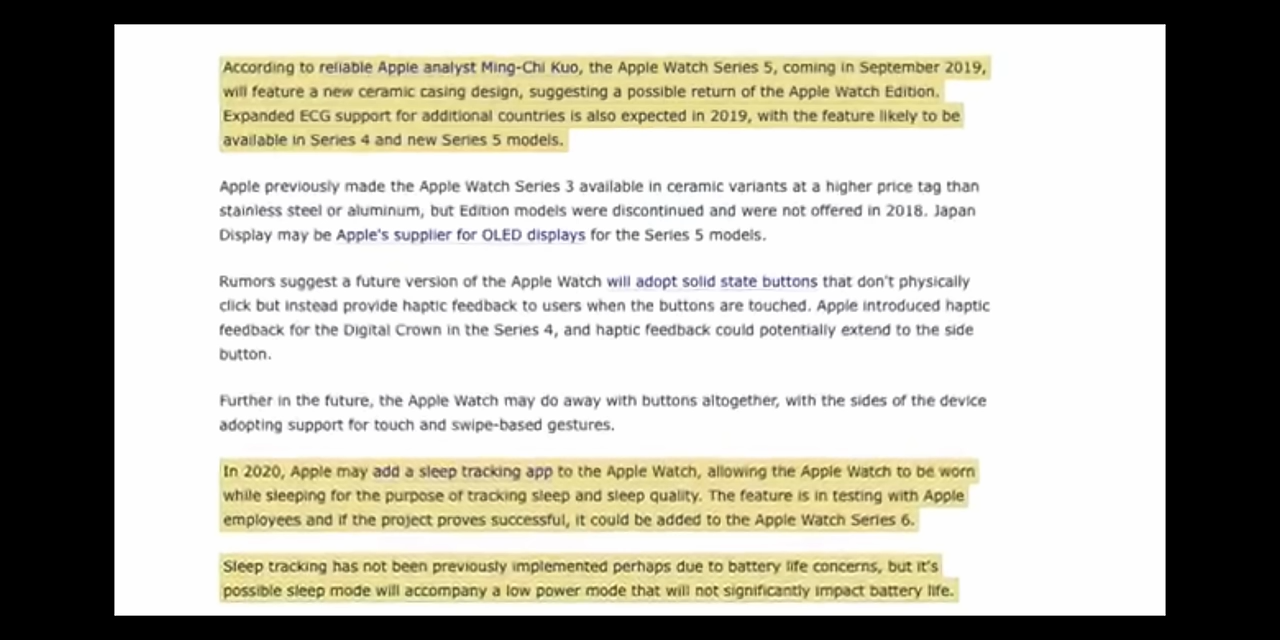 According to reliable Apple analyst Ming-Chi Kuo, the Apple Watch Series 5, coming in September 2019,
will feature a new ceramic casing design, suggesting a possible return of the Apple Watch Edition.
Expanded ECG support for additional countries is also expected in 2019, with the feature likely to be
available in Series 4 and new Series 5 models.
Apple previously made the Apple Watch Series 3 available in ceramic variants at a higher price tag than
stainless steel or aluminum, but Edition models were discontinued and were not offered in 2018. Japan
Display may be Apple's supplier for OLED displays for the Series 5 models.
Rumors suggest a future version of the Apple Watch will adopt solid state buttons that don't physically
click but instead provide haptic feedback to users when the buttons are touched. Apple introduced haptic
feedback for the Digital Crown in the Series 4, and haptic feedback could potentially extend to the side
button.
Further in the future, the Apple Watch may do away with buttons altogether, with the sides of the device
adopting support for touch and swipe-based gestures.
In 2020, Apple may add a sleep tracking app to the Apple Watch, allowing the Apple Watch to be worn
while sleeping for the purpose of tracking sleep and sleep quality. The feature is in testing with Apple
employees and if the project proves successful, it could be added to the Apple Watch Series 6.
Sleep tracking has not been previously implemented perhaps due to battery life concerns, but it's
possible sleep mode will accompany a low power mode that will not significantly impact battery life.